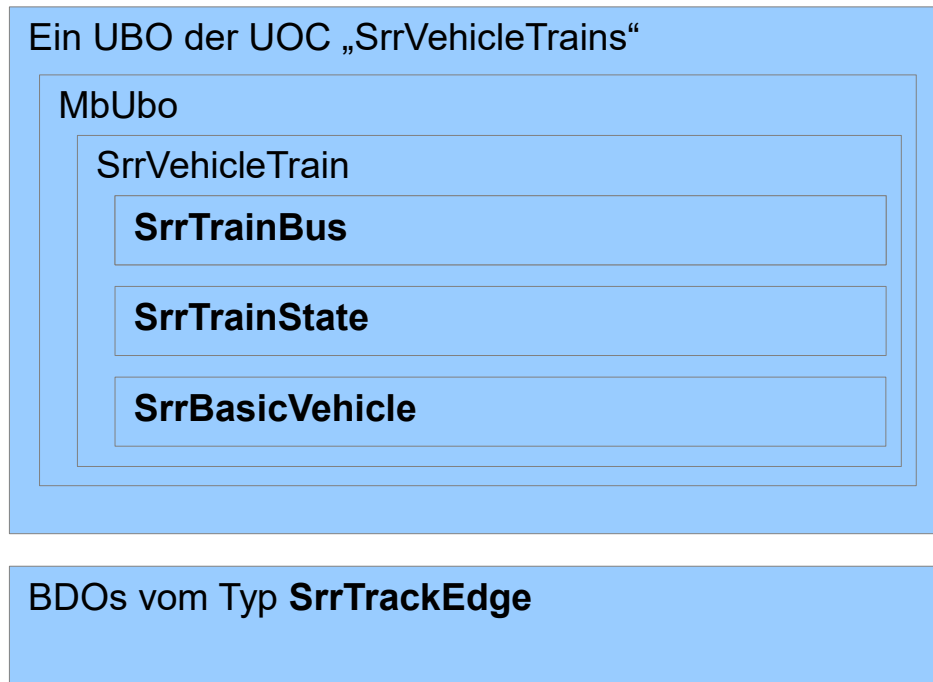 Ein UBO der UOC „SrrVehicleTrains“
MbUbo
SrrVehicleTrain
SrrTrainBus
SrrTrainState
SrrBasicVehicle
BDOs vom Typ SrrTrackEdge